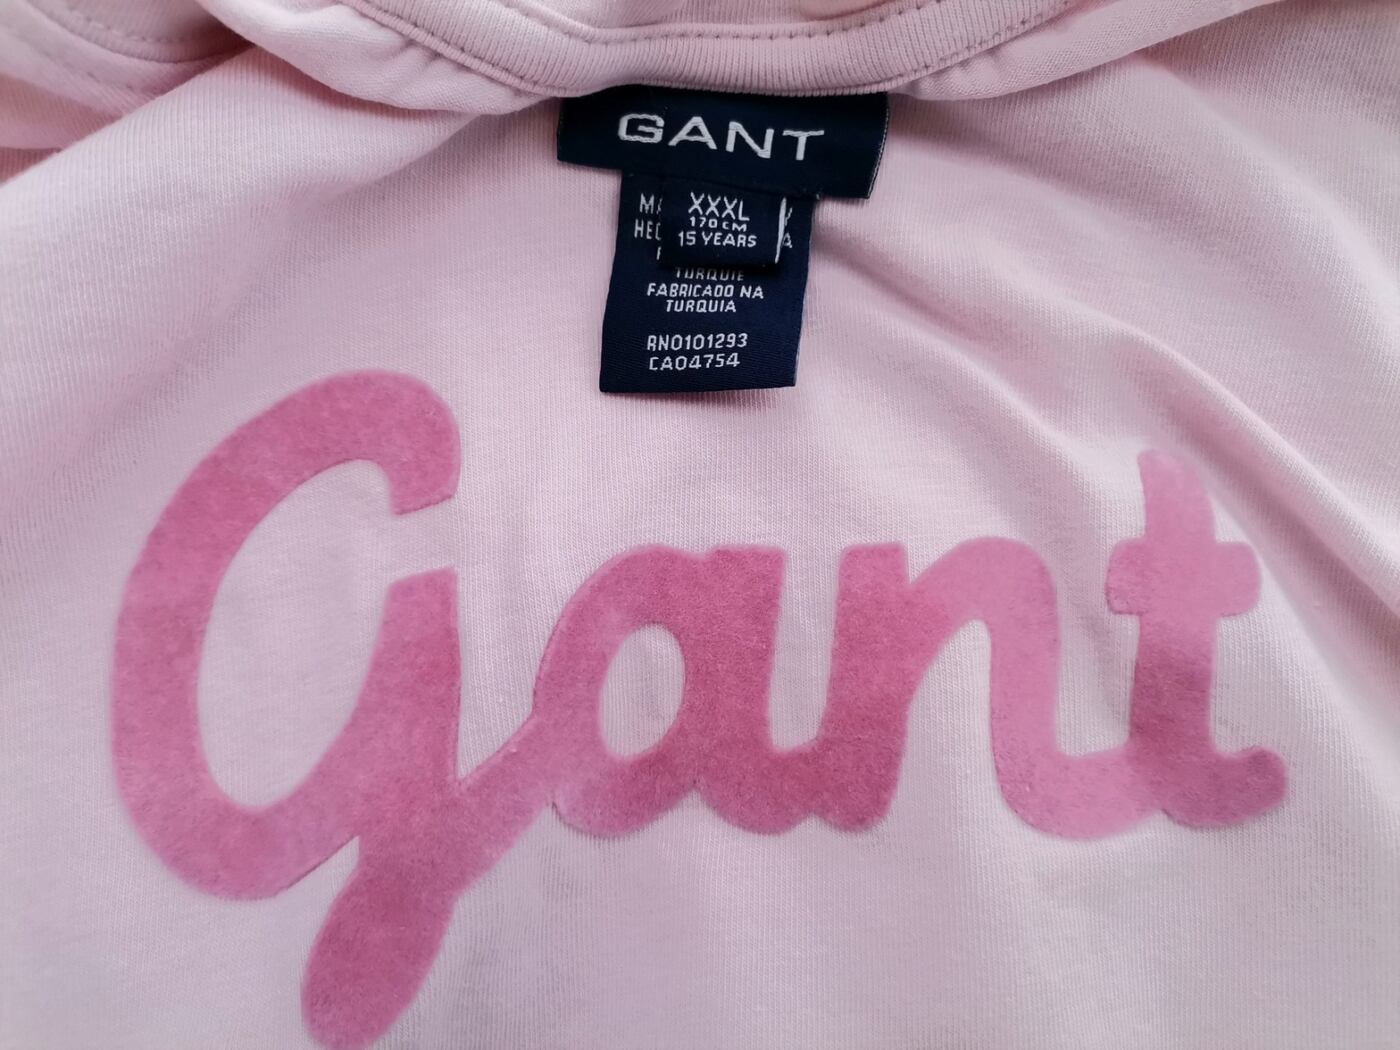 GANT
XXXL
170 CM
15 YEARS
TURQUIE
FABRICADO NA
TURQUIA
RN0101293
CA04754
Gant